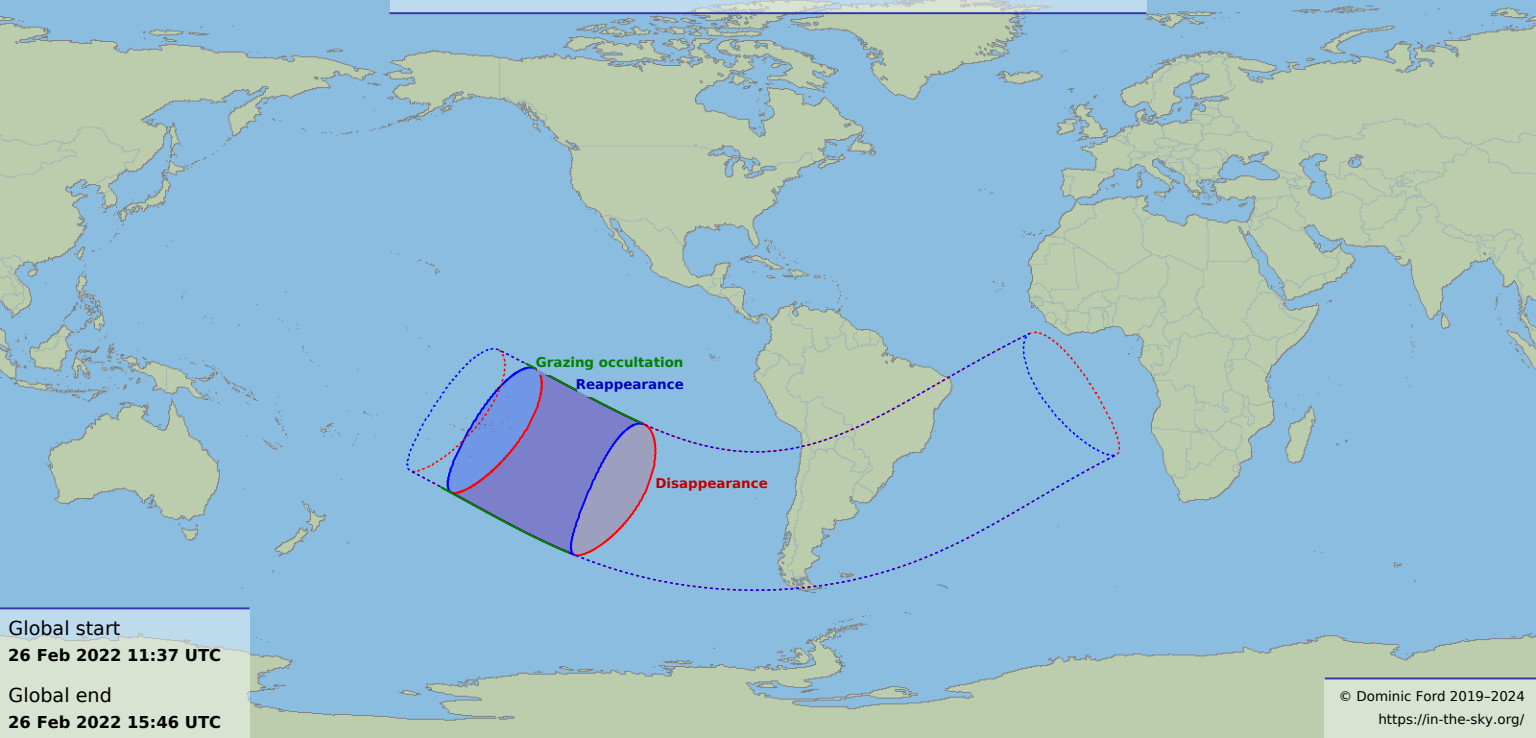 Grazing occultation
Reappearance
Disappearance
Global start
26 Feb 2022 11:37 UTC
Global end
26 Feb 2022 15:46 UTC
© Dominic Ford 2019–2024
https://in-the-sky.org/